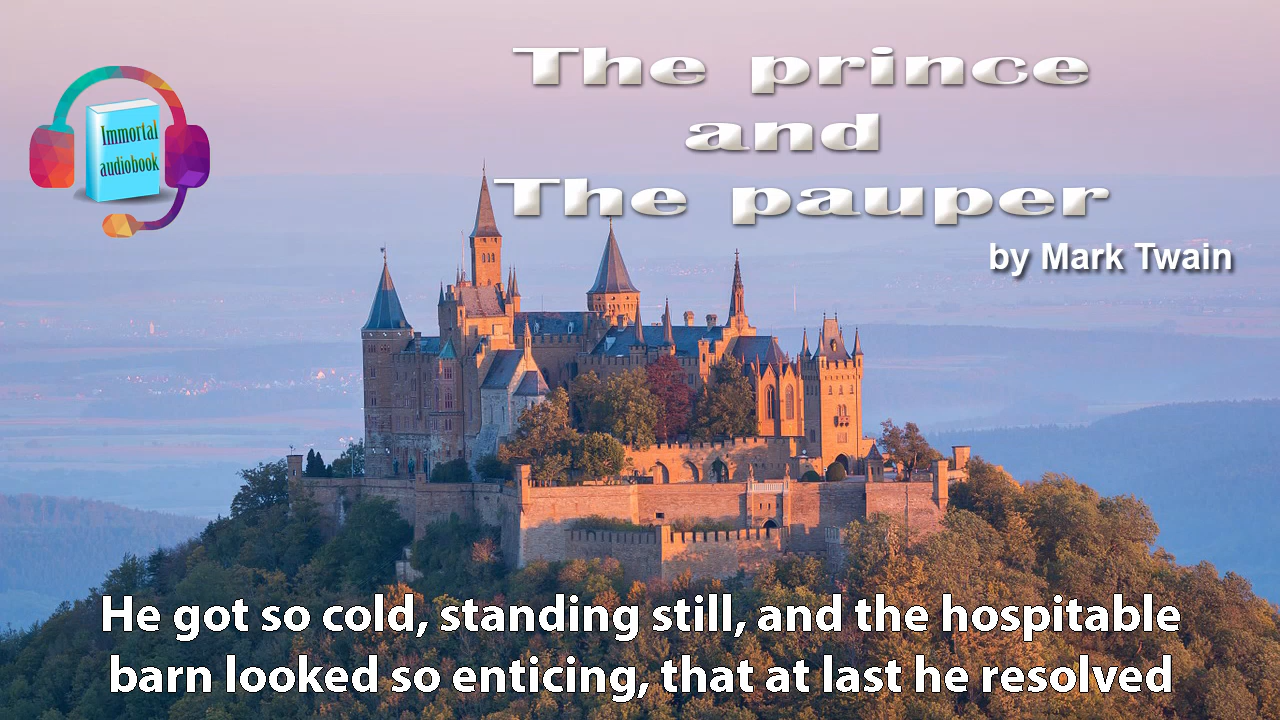 Immortal
audiobook
The prince
and
The pauper
by Mark Twain
He got so cold, standing still, and the hospitable
barn looked so enticing, that at last he resolved